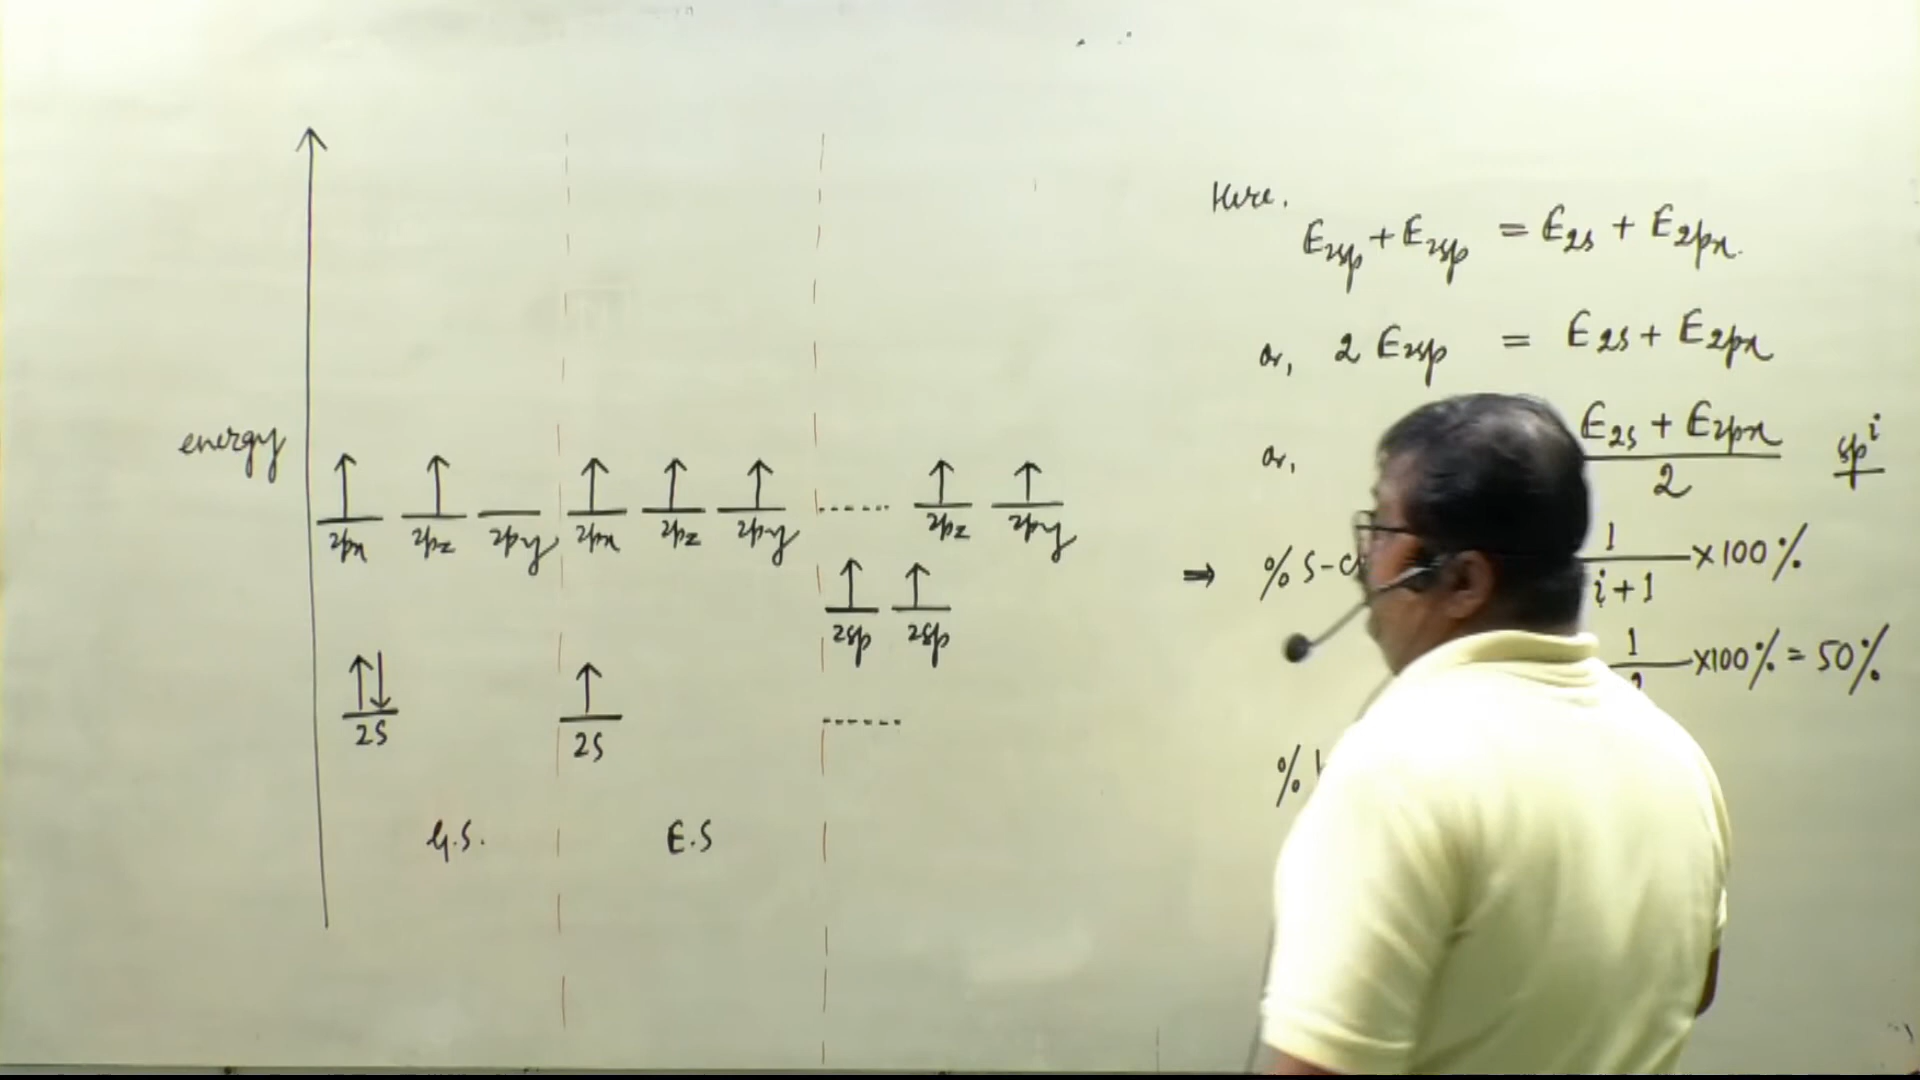 energy
2px 2pz 2py 2px 2pz 2py 2pz 2py
2sp 2sp
2S 2S
G.S. E.S
Here,
E2sp + E2sp = E2s + E2px
or, 2 E2sp = E2s + E2px
or, E2s + E2px / 2 sp^i
⇒ % S- 1 / i+1 ×100%
1 ×100% = 50%
%